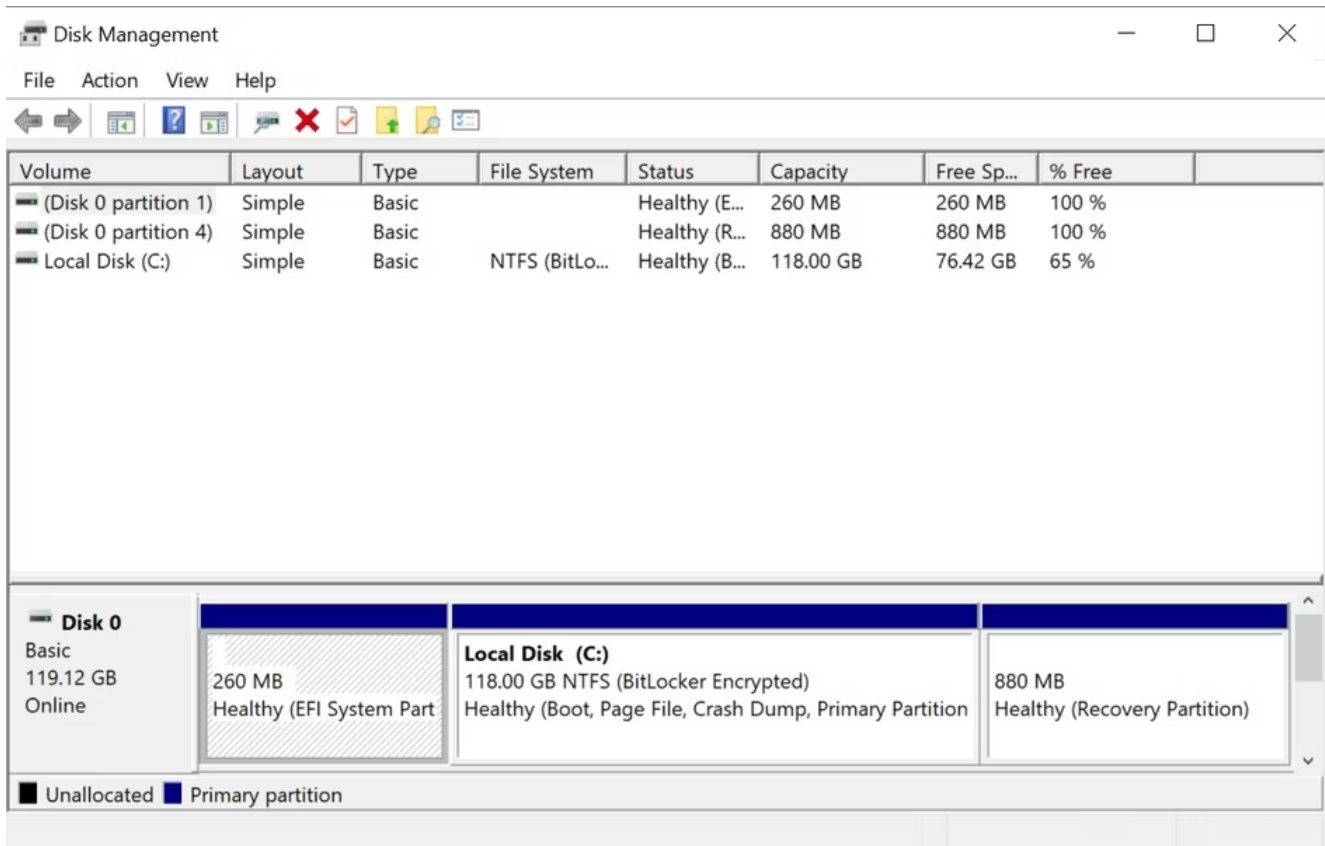 Disk Management
File Action View Help
Volume Layout Type File System Status Capacity Free Sp... % Free
(Disk 0 partition 1) Simple Basic Healthy (E... 260 MB 260 MB 100 %
(Disk 0 partition 4) Simple Basic Healthy (R... 880 MB 880 MB 100 %
Local Disk (C:) Simple Basic NTFS (BitLo... Healthy (B... 118.00 GB 76.42 GB 65 %
Disk 0
Basic
119.12 GB
Online
260 MB
Healthy (EFI System Part
Local Disk (C:)
118.00 GB NTFS (BitLocker Encrypted)
Healthy (Boot, Page File, Crash Dump, Primary Partition
880 MB
Healthy (Recovery Partition)
Unallocated Primary partition